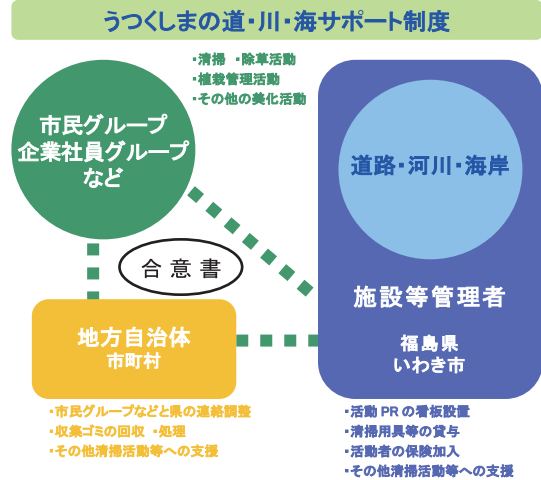 うつくしまの道・川・海サポート制度
・清掃 ・除草活動
・植栽管理活動
・その他の美化活動
市民グループ
企業社員グループ
など
道路・河川・海岸
合意書
施設等管理者
福島県
いわき市
地方自治体
市町村
・市民グループなどと県の連絡調整
・収集ゴミの回収 ・処理
・その他清掃活動等への支援
・活動 PR の看板設置
・清掃用具等の貸与
・活動者の保険加入
・その他清掃活動等への支援